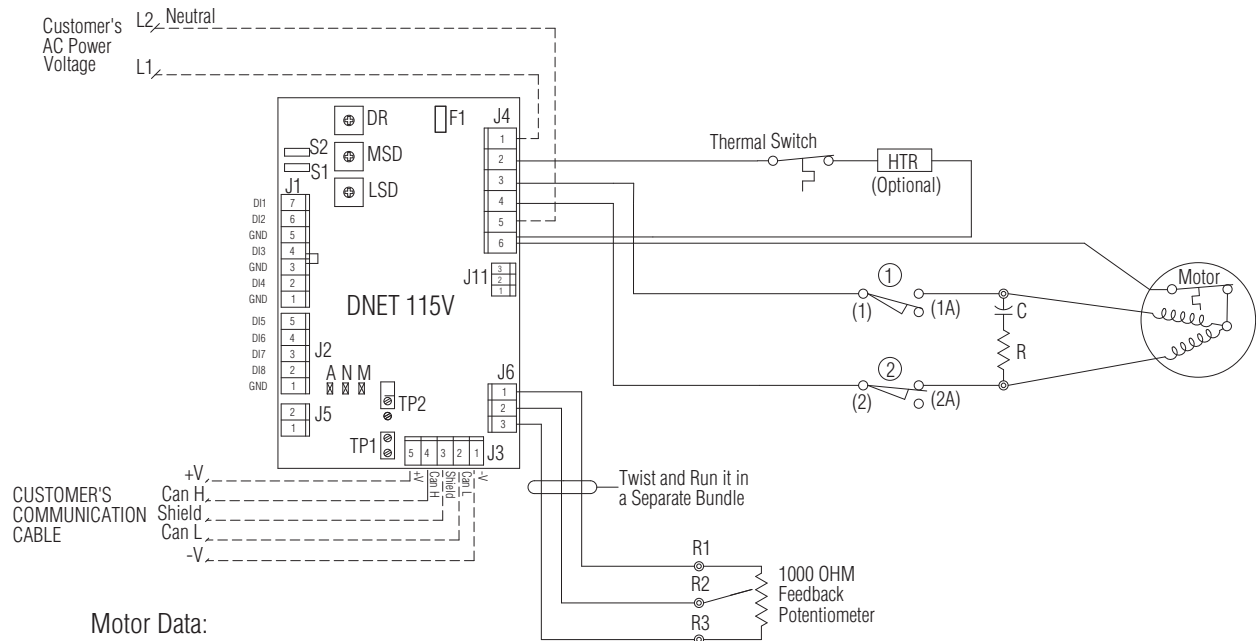 Customer's
AC Power
Voltage
L2 Neutral
L1
DR
F1
J4
S2
MSD
S1
LSD
J1
1
2
3
4
5
6
Thermal Switch
HTR
(Optional)
DI1 7
DI2 6
GND 5
DI3 4
GND 3
DI4 2
GND 1
J11
3
2
1
DNET 115V
1
(1)
(1A)
C
R
Motor
2
(2)
(2A)
DI5 5
DI6 4
DI7 3
DI8 2
GND 1
J2
A N M
TP2
J6
1
2
3
2
1
J5
TP1
5 4 3 2 1
J3
+V
Can H
Shield
Can L
-V
CUSTOMER'S
COMMUNICATION
CABLE
+V
Can H
Shield
Can L
-V
Twist and Run it in
a Separate Bundle
R1
R2
R3
1000 OHM
Feedback
Potentiometer
Motor Data: